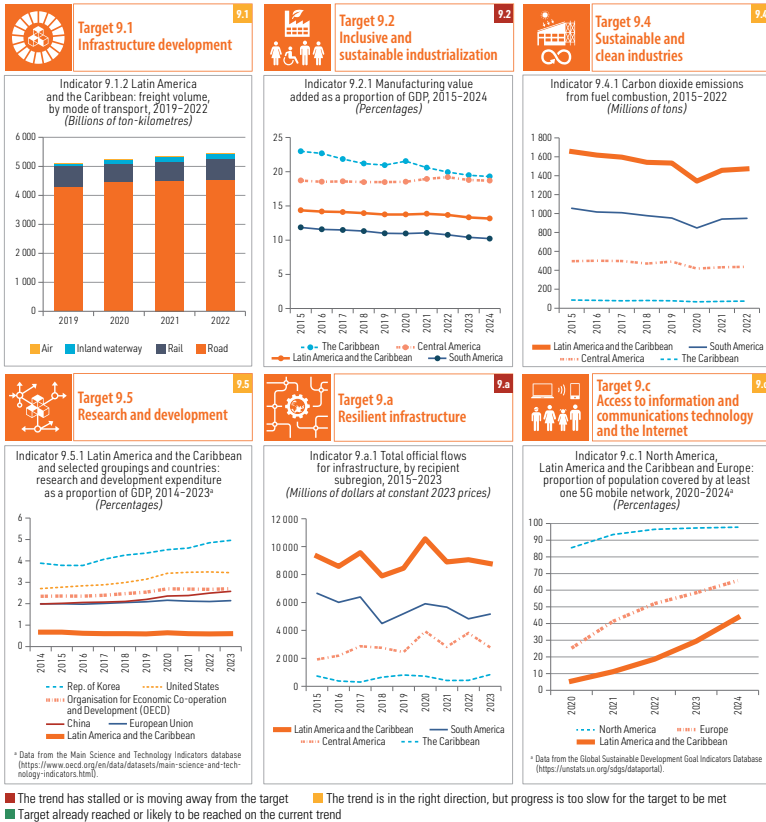 Target 9.1
Infrastructure development
9.1
Indicator 9.1.2 Latin America
and the Caribbean: freight volume,
by mode of transport, 2019–2022
(Billions of ton-kilometres)
6 000
5 000
4 000
3 000
2 000
1 000
0
2019 2020 2021 2022
Air Inland waterway Rail Road
Target 9.2
Inclusive and
sustainable industrialization
9.2
Indicator 9.2.1 Manufacturing value
added as a proportion of GDP, 2015–2024
(Percentages)
25
20
15
10
5
0
2015 2016 2017 2018 2019 2020 2021 2022 2023 2024
The Caribbean Central America
Latin America and the Caribbean South America
Target 9.4
Sustainable and
clean industries
Indicator 9.4.1 Carbon dioxide emissions
from fuel combustion, 2015–2022
(Millions of tons)
1 800
1 600
1 400
1 200
1 000
800
600
400
200
0
2015 2016 2017 2018 2019 2020 2021 2022
Latin America and the Caribbean South America
Central America The Caribbean
Target 9.5
Research and development
9.5
Indicator 9.5.1 Latin America and the Caribbean
and selected groupings and countries:
research and development expenditure
as a proportion of GDP, 2014–2023ª
(Percentages)
6
5
4
3
2
1
0
2014 2015 2016 2017 2018 2019 2020 2021 2022 2023
Rep. of Korea United States
Organisation for Economic Co-operation
and Development (OECD)
China European Union
Latin America and the Caribbean
ª Data from the Main Science and Technology Indicators database
(https://www.oecd.org/en/data/datasets/main-science-and-tech-
nology-indicators.html).
Target 9.a
Resilient infrastructure
9.a
Indicator 9.a.1 Total official flows
for infrastructure, by recipient
subregion, 2015–2023
(Millions of dollars at constant 2023 prices)
12 000
10 000
8 000
6 000
4 000
2 000
0
2015 2016 2017 2018 2019 2020 2021 2022 2023
Latin America and the Caribbean South America
Central America The Caribbean
Target 9.c
Access to information and
communications technology
and the Internet
Indicator 9.c.1 North America,
Latin America and the Caribbean and Europe:
proportion of population covered by at least
one 5G mobile network, 2020–2024ª
(Percentages)
100
90
80
70
60
50
40
30
20
10
0
2020 2021 2022 2023 2024
North America Europe
Latin America and the Caribbean
ª Data from the Global Sustainable Development Goal Indicators Database
(https://unstats.un.org/sdgs/dataportal).
The trend has stalled or is moving away from the target The trend is in the right direction, but progress is too slow for the target to be met
Target already reached or likely to be reached on the current trend